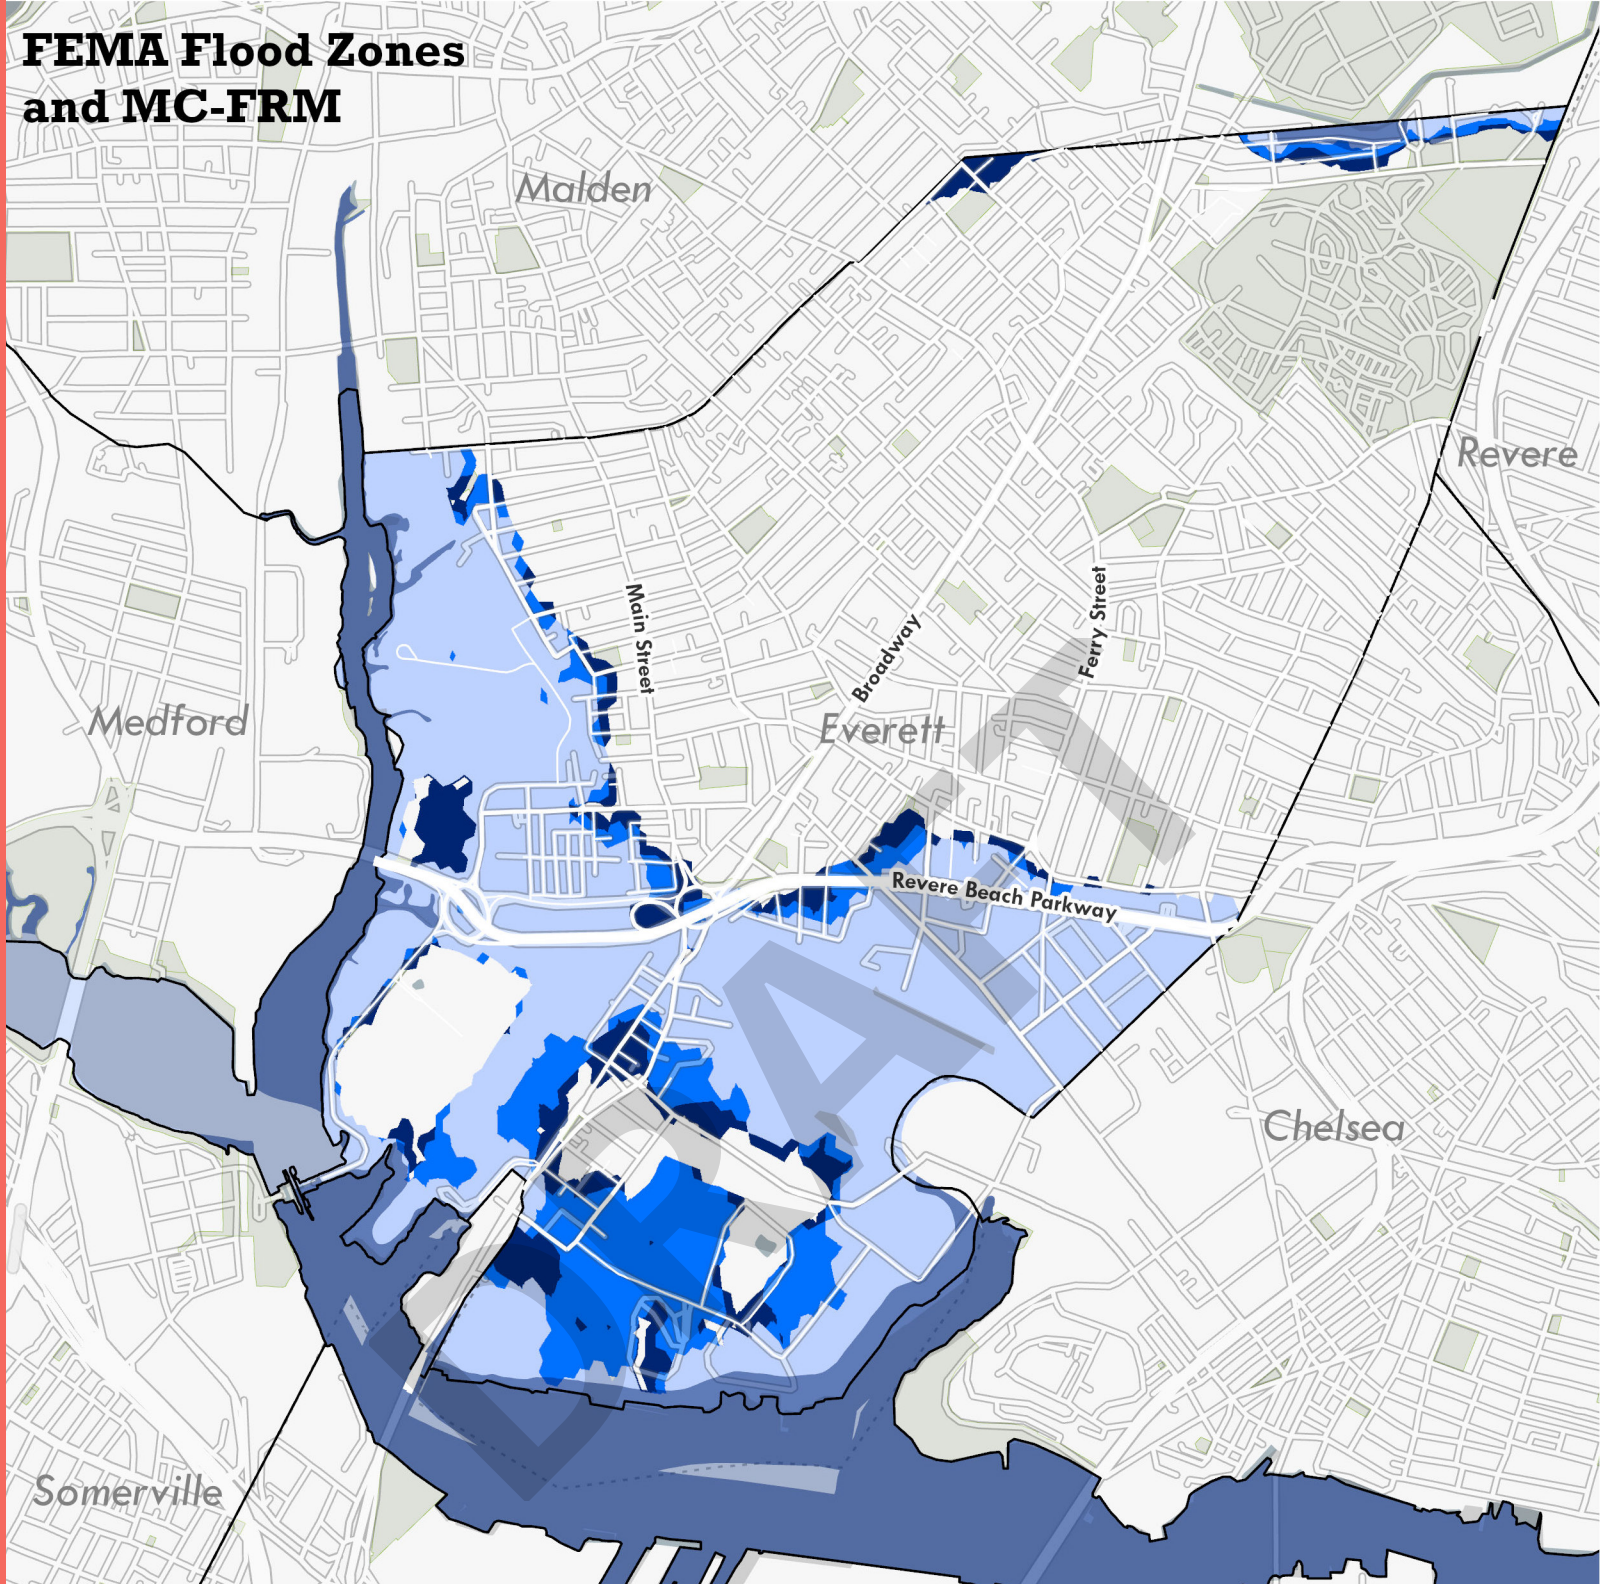 FEMA Flood Zones
and MC-FRM
Malden
Revere
Main Street
Broadway
Ferry Street
Medford
Everett
Revere Beach Parkway
Chelsea
Somerville
DRAFT